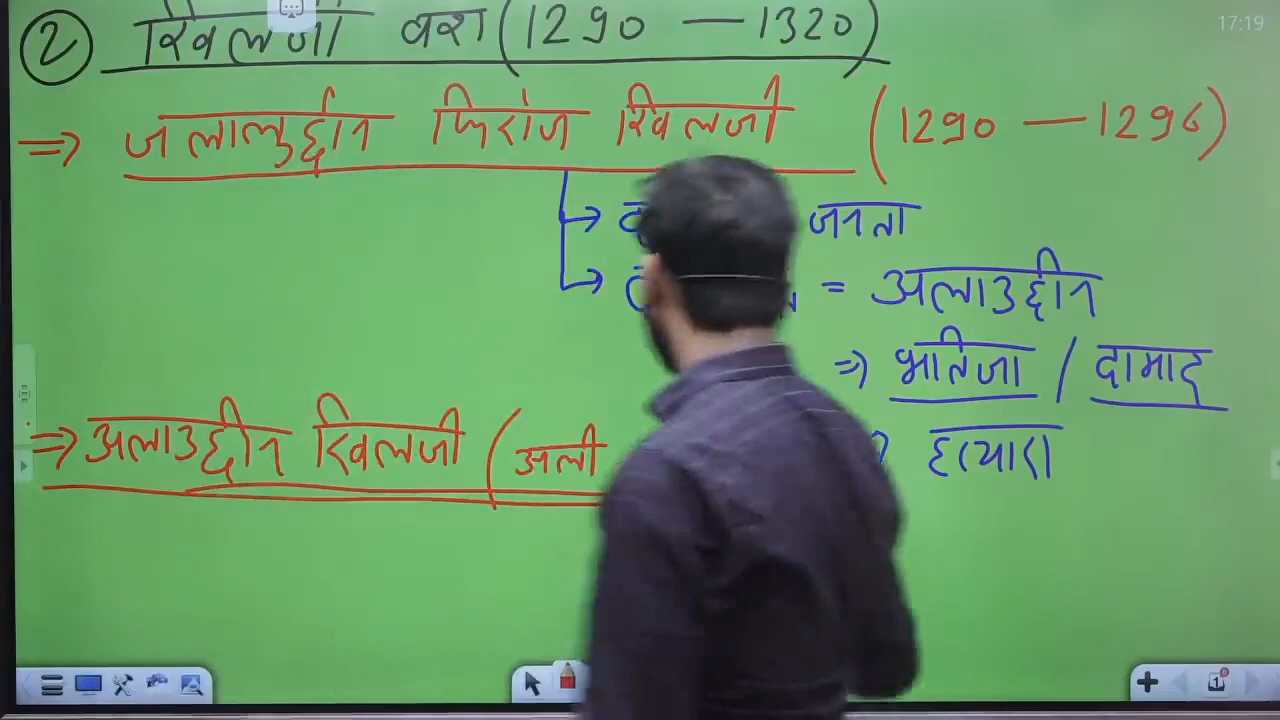 17:19
② खिलजी वंश (1290 — 1320)
⇒ जलालुद्दीन फिरोज खिलजी (1290 — 1296)
→ जनता
→ = अलाउद्दीन
⇒ भतिजा / दामाद
हत्यारा
⇒ अलाउद्दीन खिलजी (अली
1